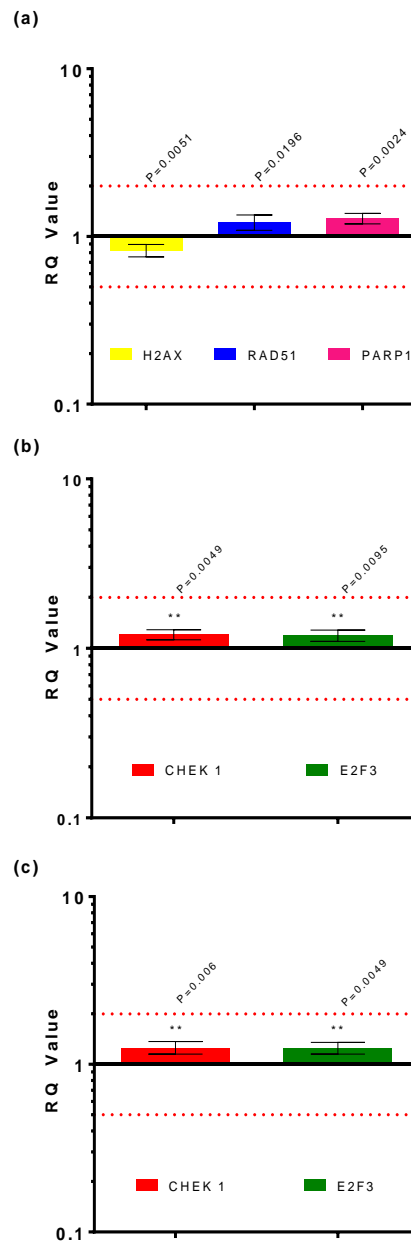 (a)
10
P=0.0051
P=0.0196
P=0.0024
RQ Value
1
H2AX RAD51 PARP1
0.1
(b)
10
P=0.0049
P=0.0095
** **
RQ Value
1
CHEK 1 E2F3
0.1
(c)
10
P=0.006
P=0.0049
** **
RQ Value
1
CHEK 1 E2F3
0.1